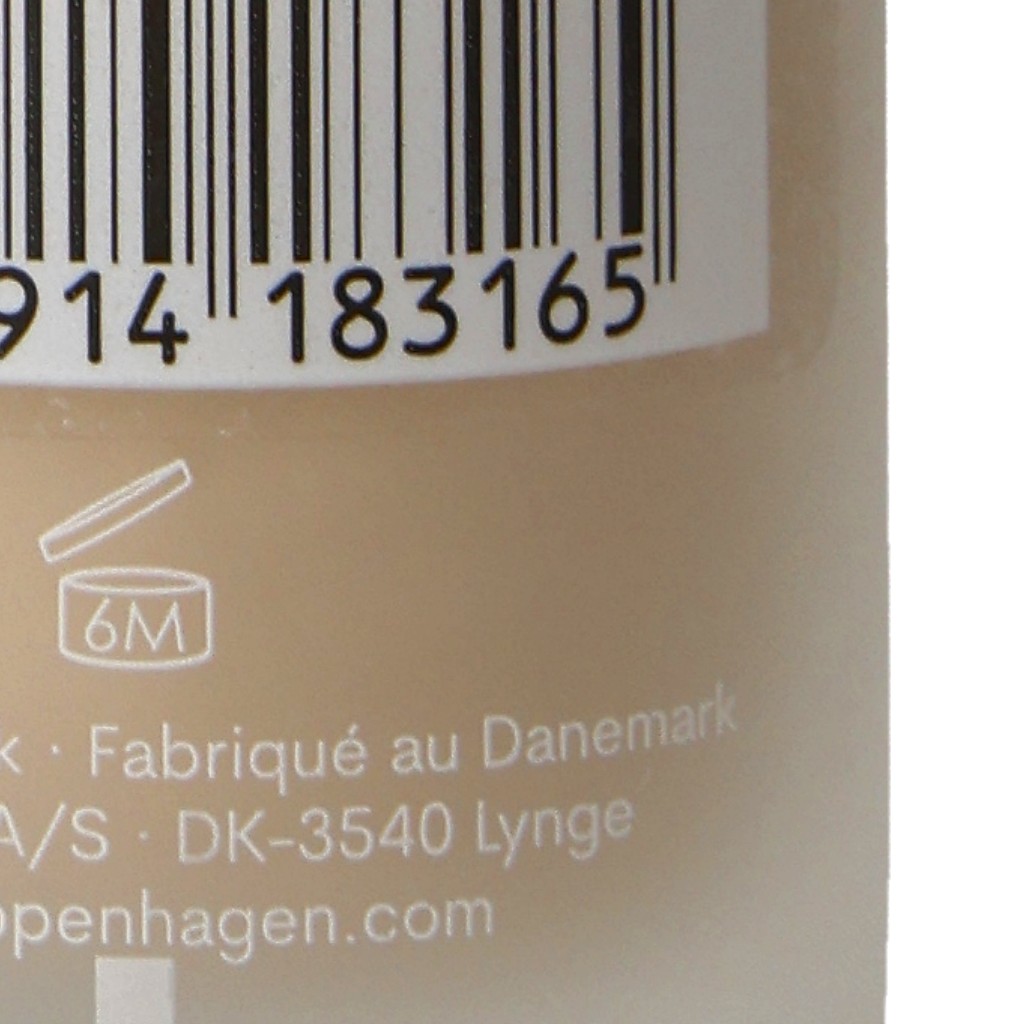 914 183165
6M
k · Fabriqué au Danemark
A/S · DK-3540 Lynge
openhagen.com